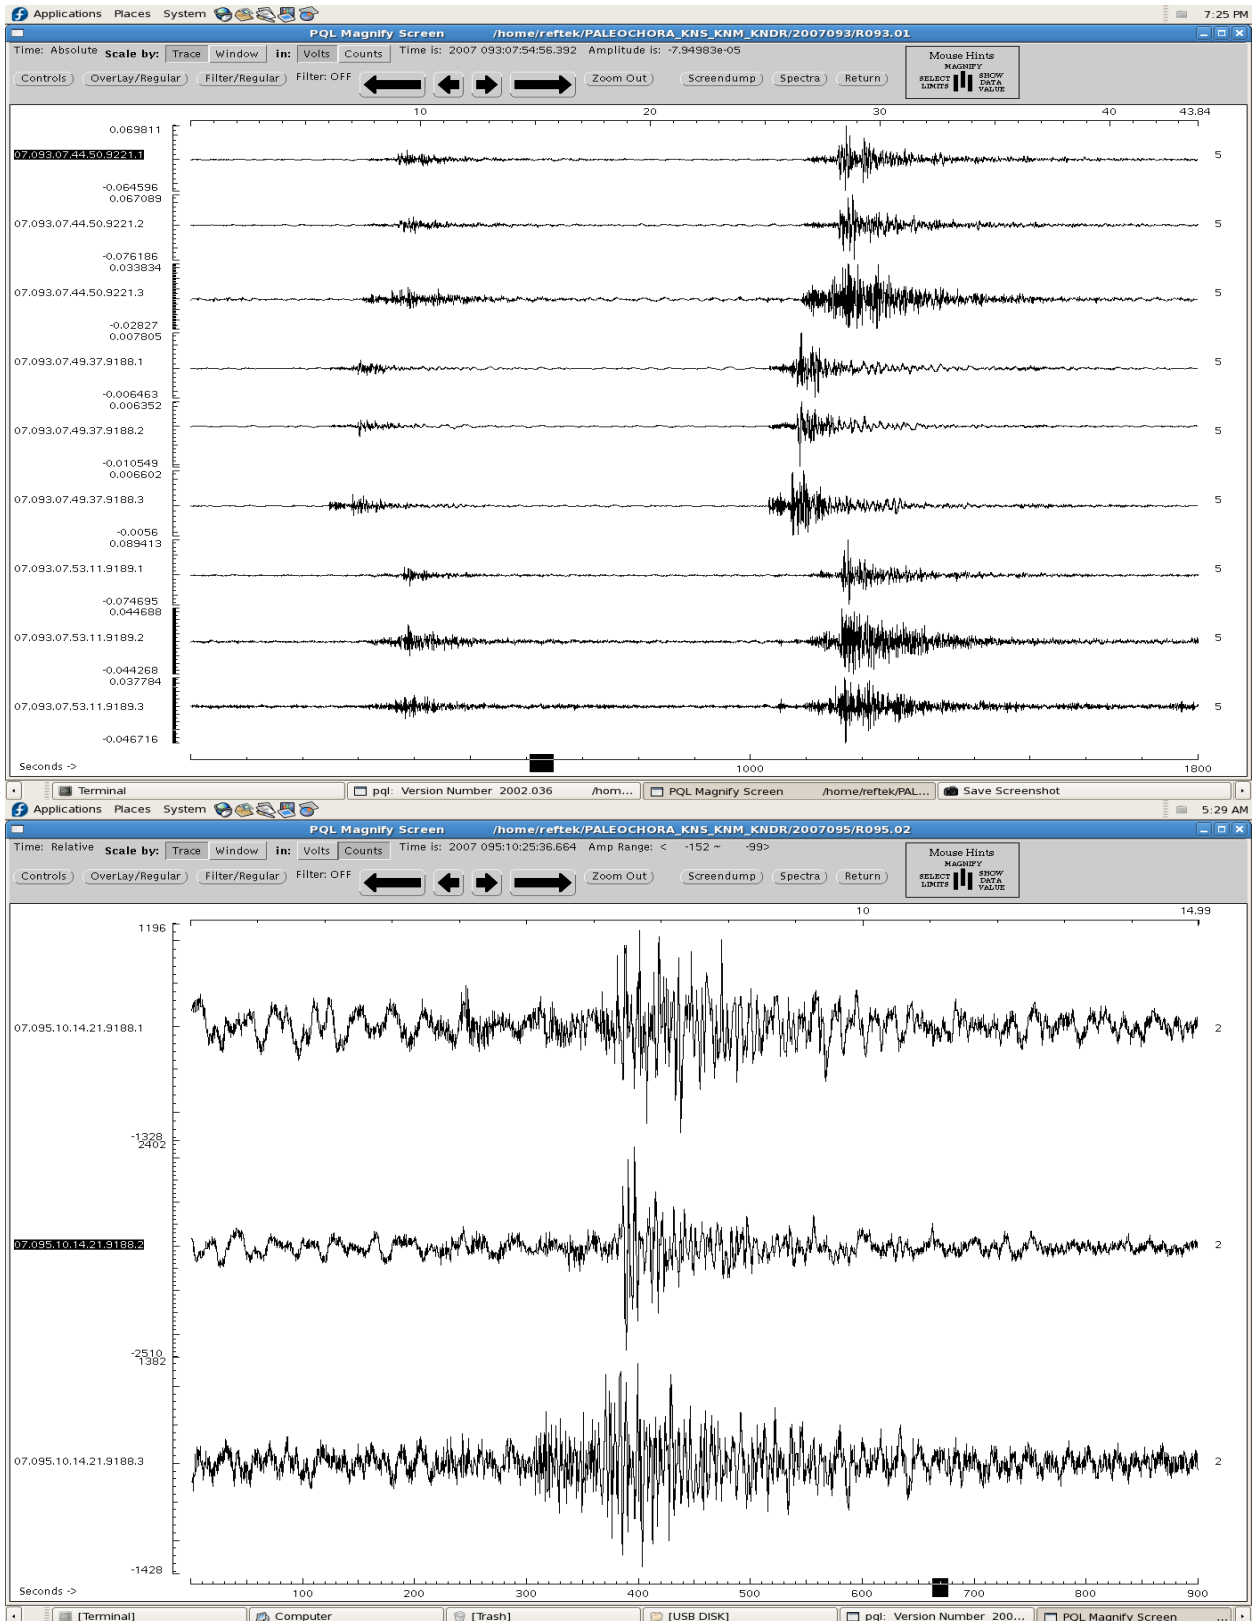 Applications Places System 7:25 PM
PQL Magnify Screen /home/reftek/PALEOCHORA_KNS_KNM_KNDR/2007093/R093.01
Time: Absolute Scale by: Trace Window in: Volts Counts Time is: 2007 093:07:54:56.392 Amplitude is: -7.94983e-05
Mouse Hints
MAGNIFY
SELECT LIMITS SHOW DATA VALUE
Controls OverLay/Regular Filter/Regular Filter: OFF Zoom Out Screendump Spectra Return
10 20 30 40 43.84
0.069811
07.093.07.44.50.9221.1 5
-0.064596
0.067089
07.093.07.44.50.9221.2 5
-0.076186
0.033834
07.093.07.44.50.9221.3 5
-0.02827
0.007805
07.093.07.49.37.9188.1 5
-0.006463
0.006352
07.093.07.49.37.9188.2 5
-0.010549
0.006602
07.093.07.49.37.9188.3 5
-0.0056
0.089413
07.093.07.53.11.9189.1 5
-0.074695
0.044688
07.093.07.53.11.9189.2 5
-0.044268
0.037784
07.093.07.53.11.9189.3 5
-0.046716
Seconds -> 1000 1800
Terminal pql: Version Number 2002.036 /hom... PQL Magnify Screen /home/reftek/PAL... Save Screenshot
Applications Places System 5:29 AM
PQL Magnify Screen /home/reftek/PALEOCHORA_KNS_KNM_KNDR/2007095/R095.02
Time: Relative Scale by: Trace Window in: Volts Counts Time is: 2007 095:10:25:36.664 Amp Range: < -152 ~ -99>
Mouse Hints
MAGNIFY
SELECT LIMITS SHOW DATA VALUE
Controls OverLay/Regular Filter/Regular Filter: OFF Zoom Out Screendump Spectra Return
10 14.99
1196
07.095.10.14.21.9188.1 2
-1328
2402
07.095.10.14.21.9188.2 2
-2510
1382
07.095.10.14.21.9188.3 2
-1428
Seconds -> 100 200 300 400 500 600 700 800 900
[Terminal] Computer [Trash] [USB DISK] pql: Version Number 200... PQL Magnify Screen ...